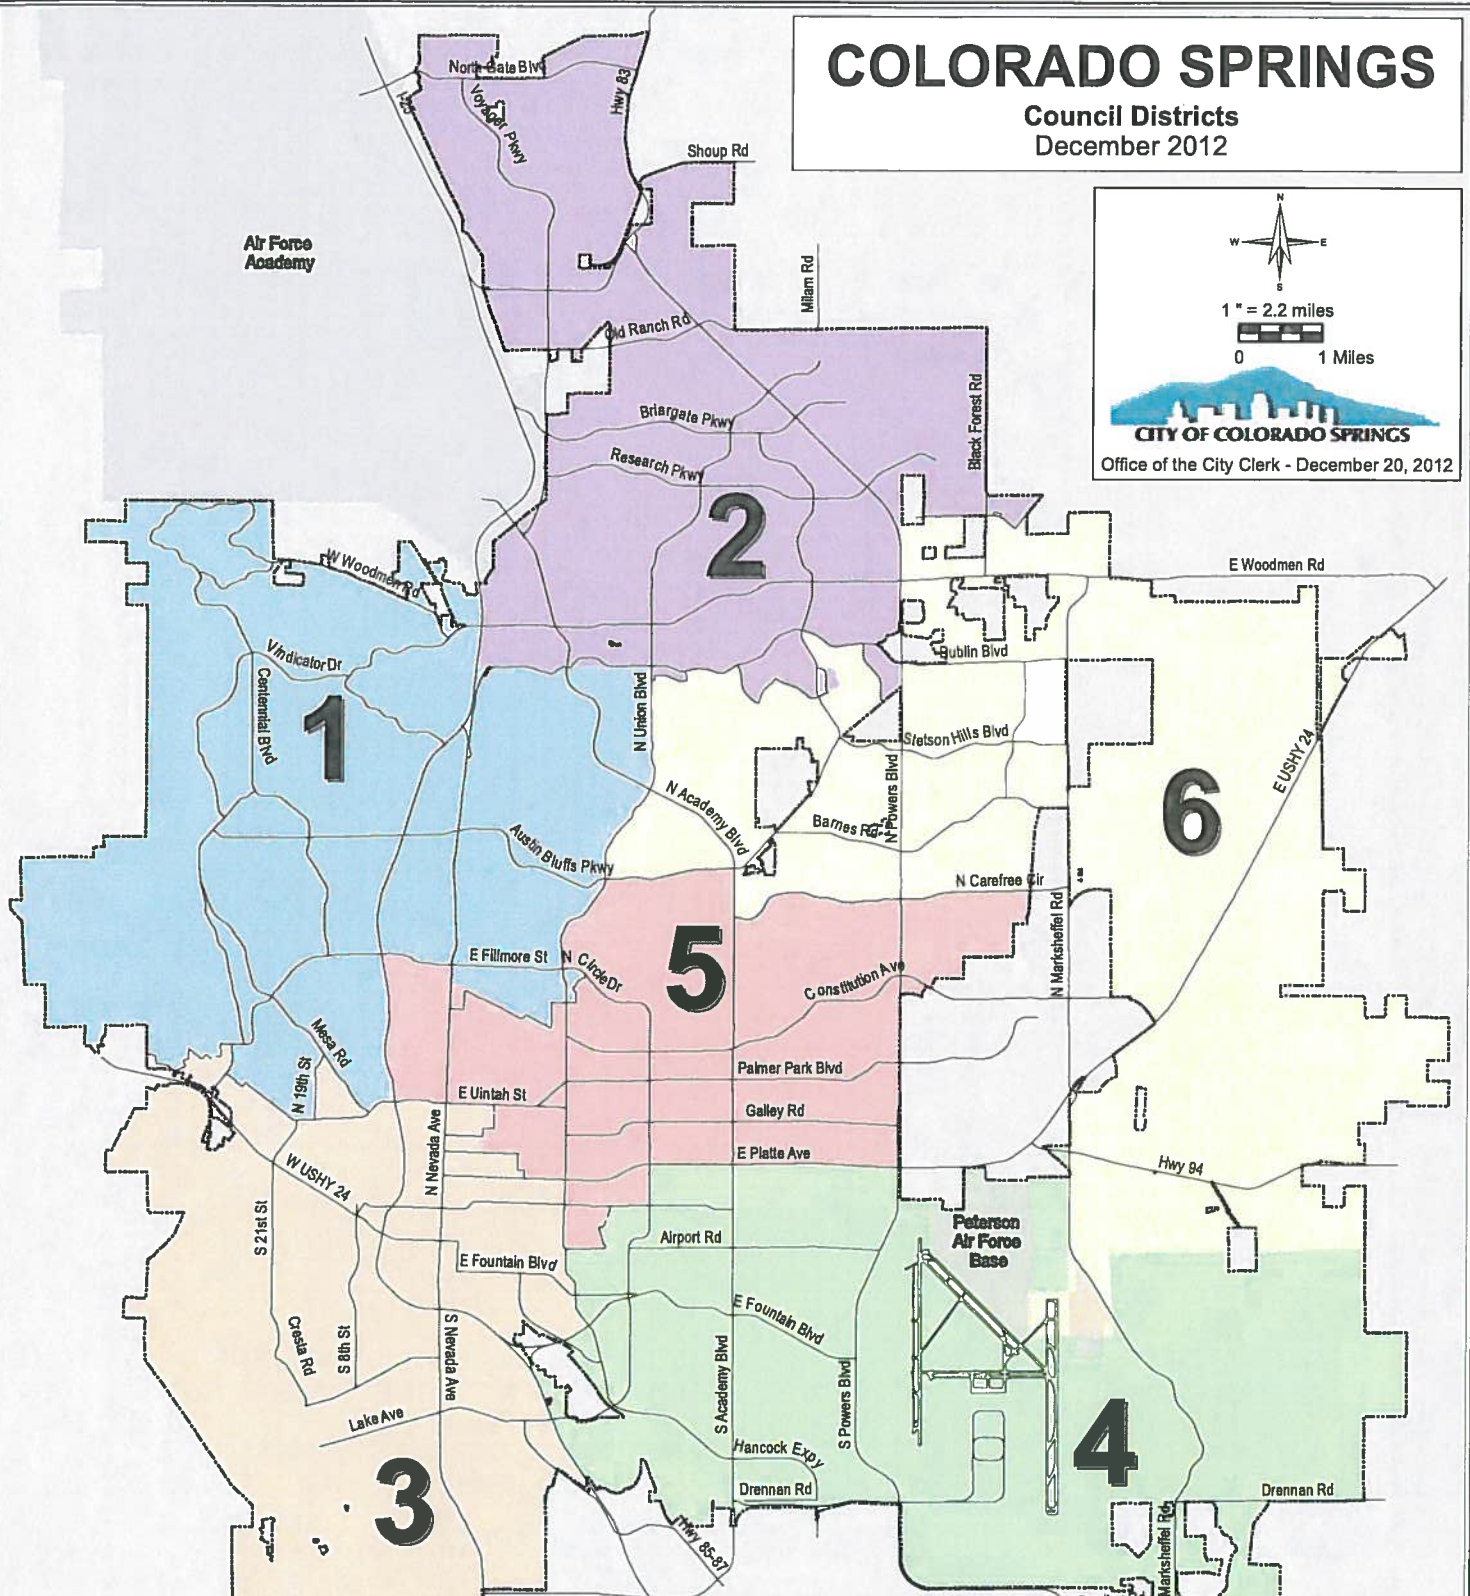 COLORADO SPRINGS
Council Districts
December 2012
N
W
E
S
1 " = 2.2 miles
0
1 Miles
CITY OF COLORADO SPRINGS
Office of the City Clerk - December 20, 2012
North Gate Blvd
I-25
Voyager Pkwy
Hwy 83
Shoup Rd
Air Force
Academy
Milam Rd
Old Ranch Rd
Black Forest Rd
Briargate Pkwy
Research Pkwy
2
W Woodmen Rd
E Woodmen Rd
Vindicator Dr
Dublin Blvd
Centennial Blvd
1
N Union Blvd
Stetson Hills Blvd
E USHY 24
N Powers Blvd
6
N Academy Blvd
Barnes Rd
Austin Bluffs Pkwy
N Carefree Cir
N Marksheffel Rd
5
E Fillmore St
N Circle Dr
Constitution Ave
Mesa Rd
N 19th St
Palmer Park Blvd
E Uintah St
Galley Rd
N Nevada Ave
E Platte Ave
W USHY 24
Hwy 94
S 21st St
Peterson
Air Force
Base
Airport Rd
E Fountain Blvd
E Fountain Blvd
Cresta Rd
S 8th St
S Nevada Ave
S Academy Blvd
S Powers Blvd
Lake Ave
4
Hancock Expy
3
Drennan Rd
Drennan Rd
Hwy 85-87
Marksheffel Rd